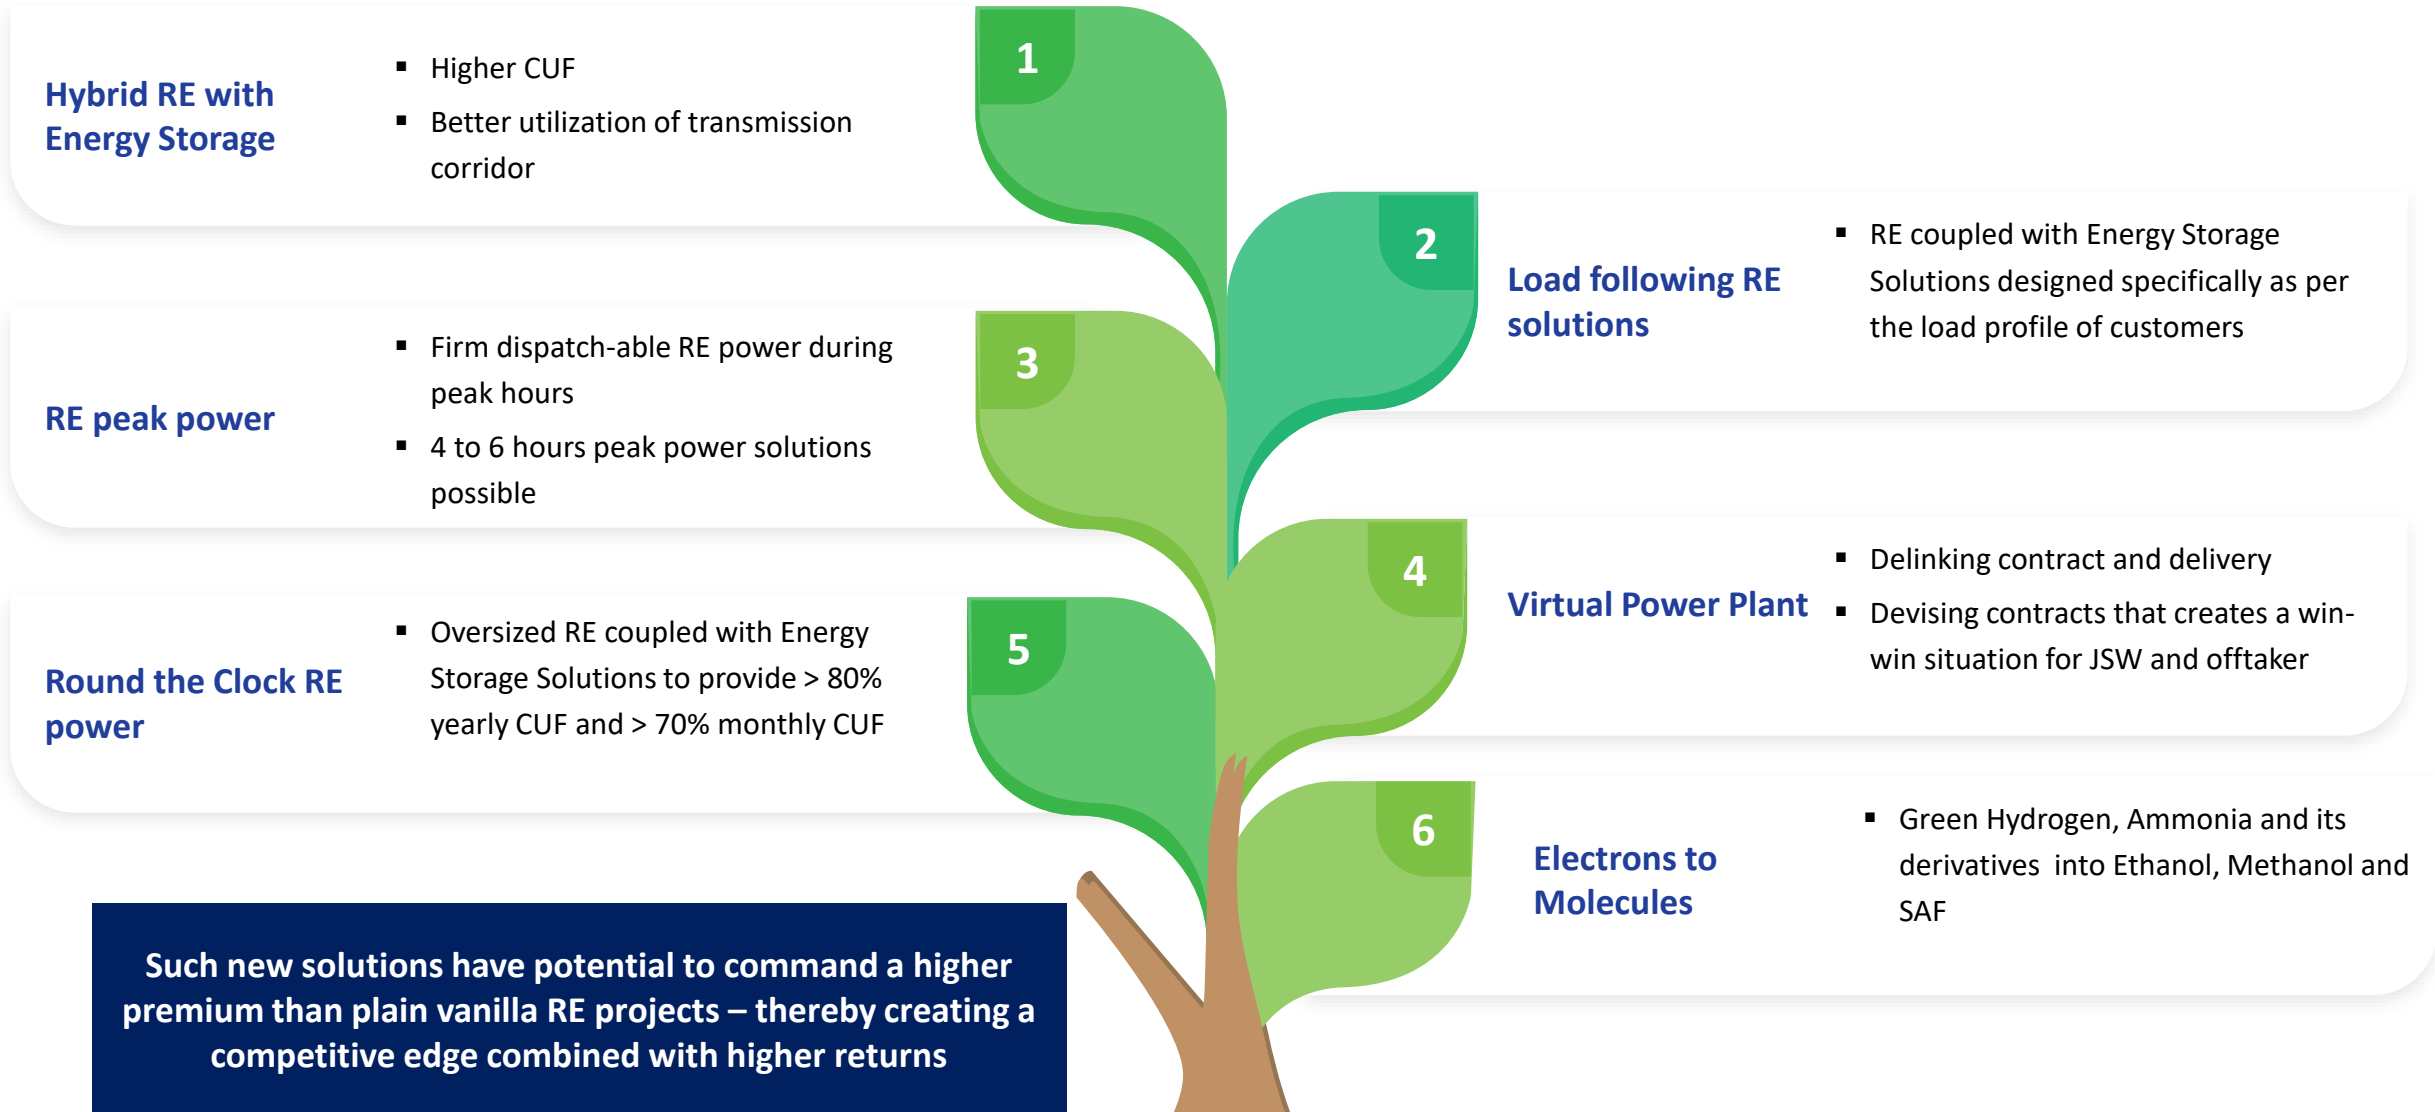 1
Hybrid RE with
Energy Storage
▪ Higher CUF
▪ Better utilization of transmission
corridor
2
Load following RE
solutions
▪ RE coupled with Energy Storage
Solutions designed specifically as per
the load profile of customers
3
RE peak power
▪ Firm dispatch-able RE power during
peak hours
▪ 4 to 6 hours peak power solutions
possible
4
Virtual Power Plant
▪ Delinking contract and delivery
▪ Devising contracts that creates a win-
win situation for JSW and offtaker
5
Round the Clock RE
power
▪ Oversized RE coupled with Energy
Storage Solutions to provide > 80%
yearly CUF and > 70% monthly CUF
6
Electrons to
Molecules
▪ Green Hydrogen, Ammonia and its
derivatives into Ethanol, Methanol and
SAF
Such new solutions have potential to command a higher
premium than plain vanilla RE projects – thereby creating a
competitive edge combined with higher returns